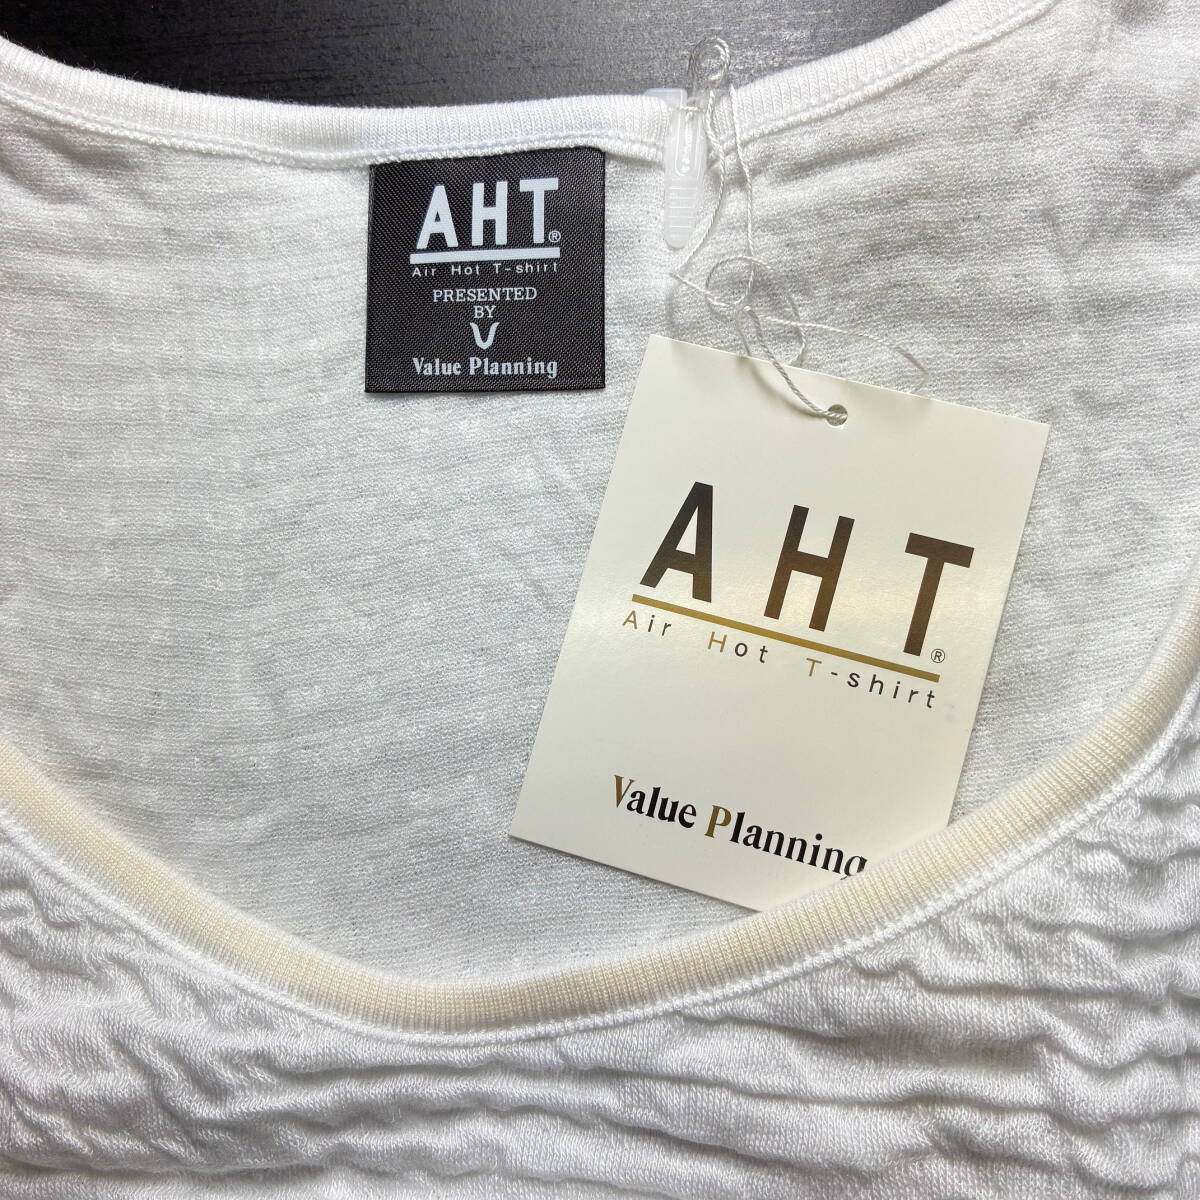 AHT®
Air Hot T-shirt
PRESENTED
BY
Value Planning
AHT®
Air Hot T-shirt
Value Planning